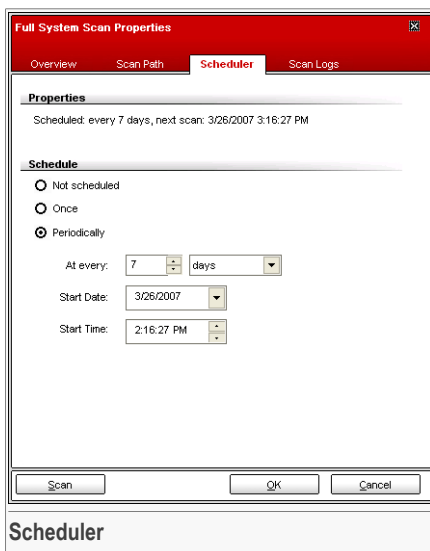 Full System Scan Properties
Overview Scan Path Scheduler Scan Logs
Properties
Scheduled: every 7 days, next scan: 3/26/2007 3:16:27 PM
Schedule
Not scheduled
Once
Periodically
At every: 7 days
Start Date: 3/26/2007
Start Time: 2:16:27 PM
Scan OK Cancel
Scheduler